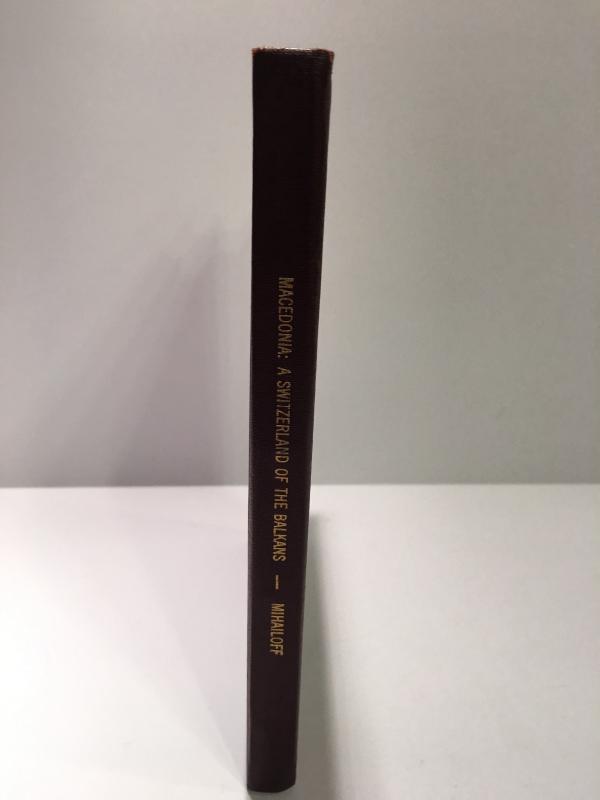 MACEDONIA: A SWITZERLAND OF THE BALKANS — MIHAILOFF